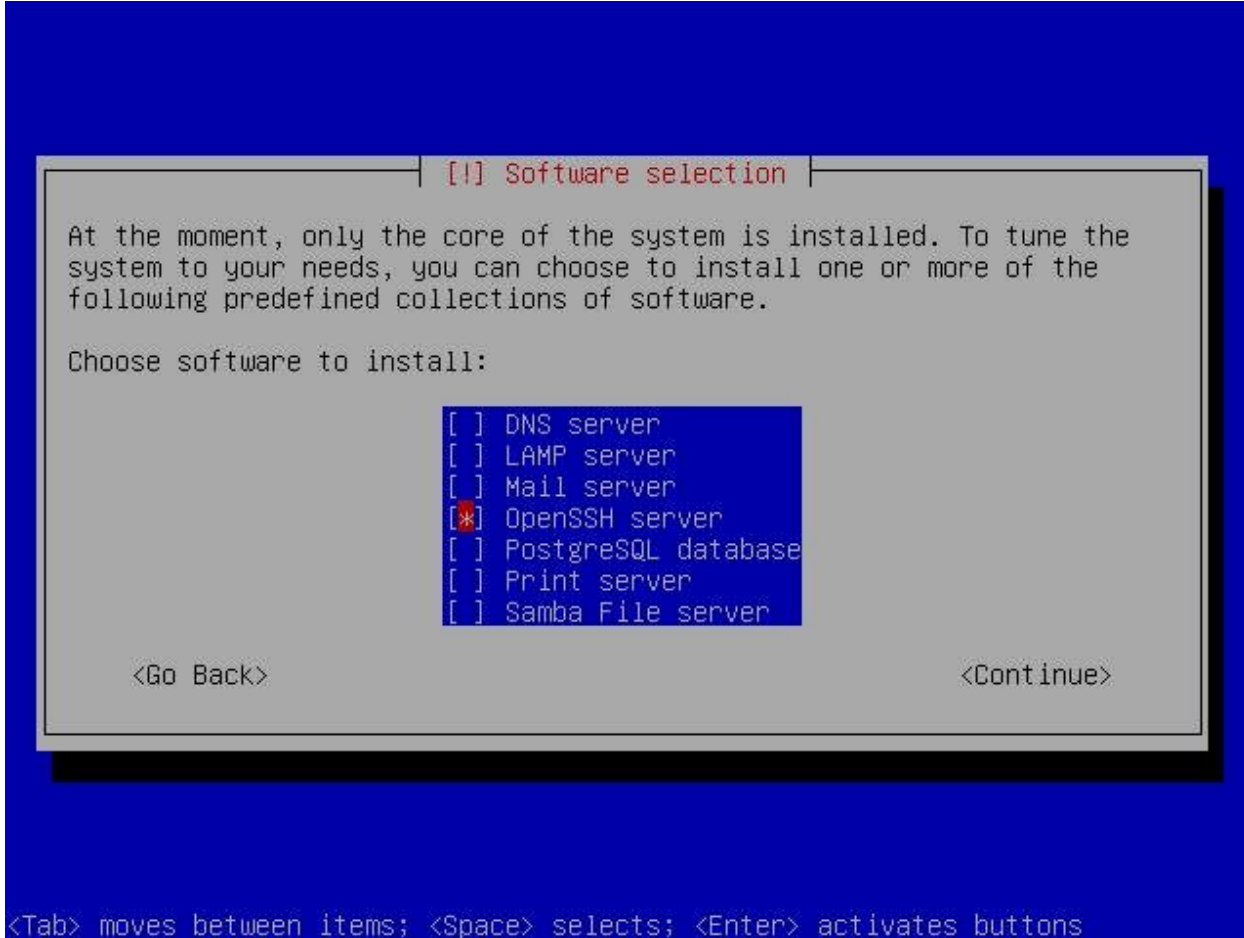 [!] Software selection
At the moment, only the core of the system is installed. To tune the
system to your needs, you can choose to install one or more of the
following predefined collections of software.
Choose software to install:
[ ] DNS server
[ ] LAMP server
[ ] Mail server
[*] OpenSSH server
[ ] PostgreSQL database
[ ] Print server
[ ] Samba File server
<Go Back> <Continue>
<Tab> moves between items; <Space> selects; <Enter> activates buttons